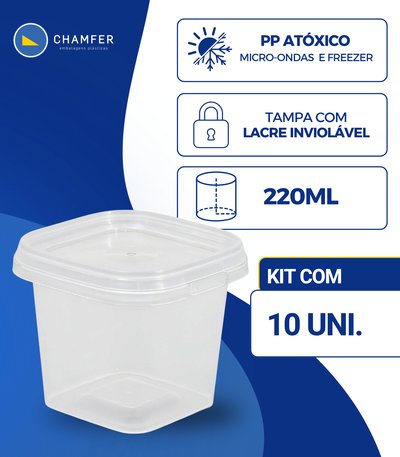 CHAMFER
embalagens plásticas
PP ATÓXICO
MICRO-ONDAS E FREEZER
TAMPA COM
LACRE INVIOLÁVEL
220ML
KIT COM
10 UNI.